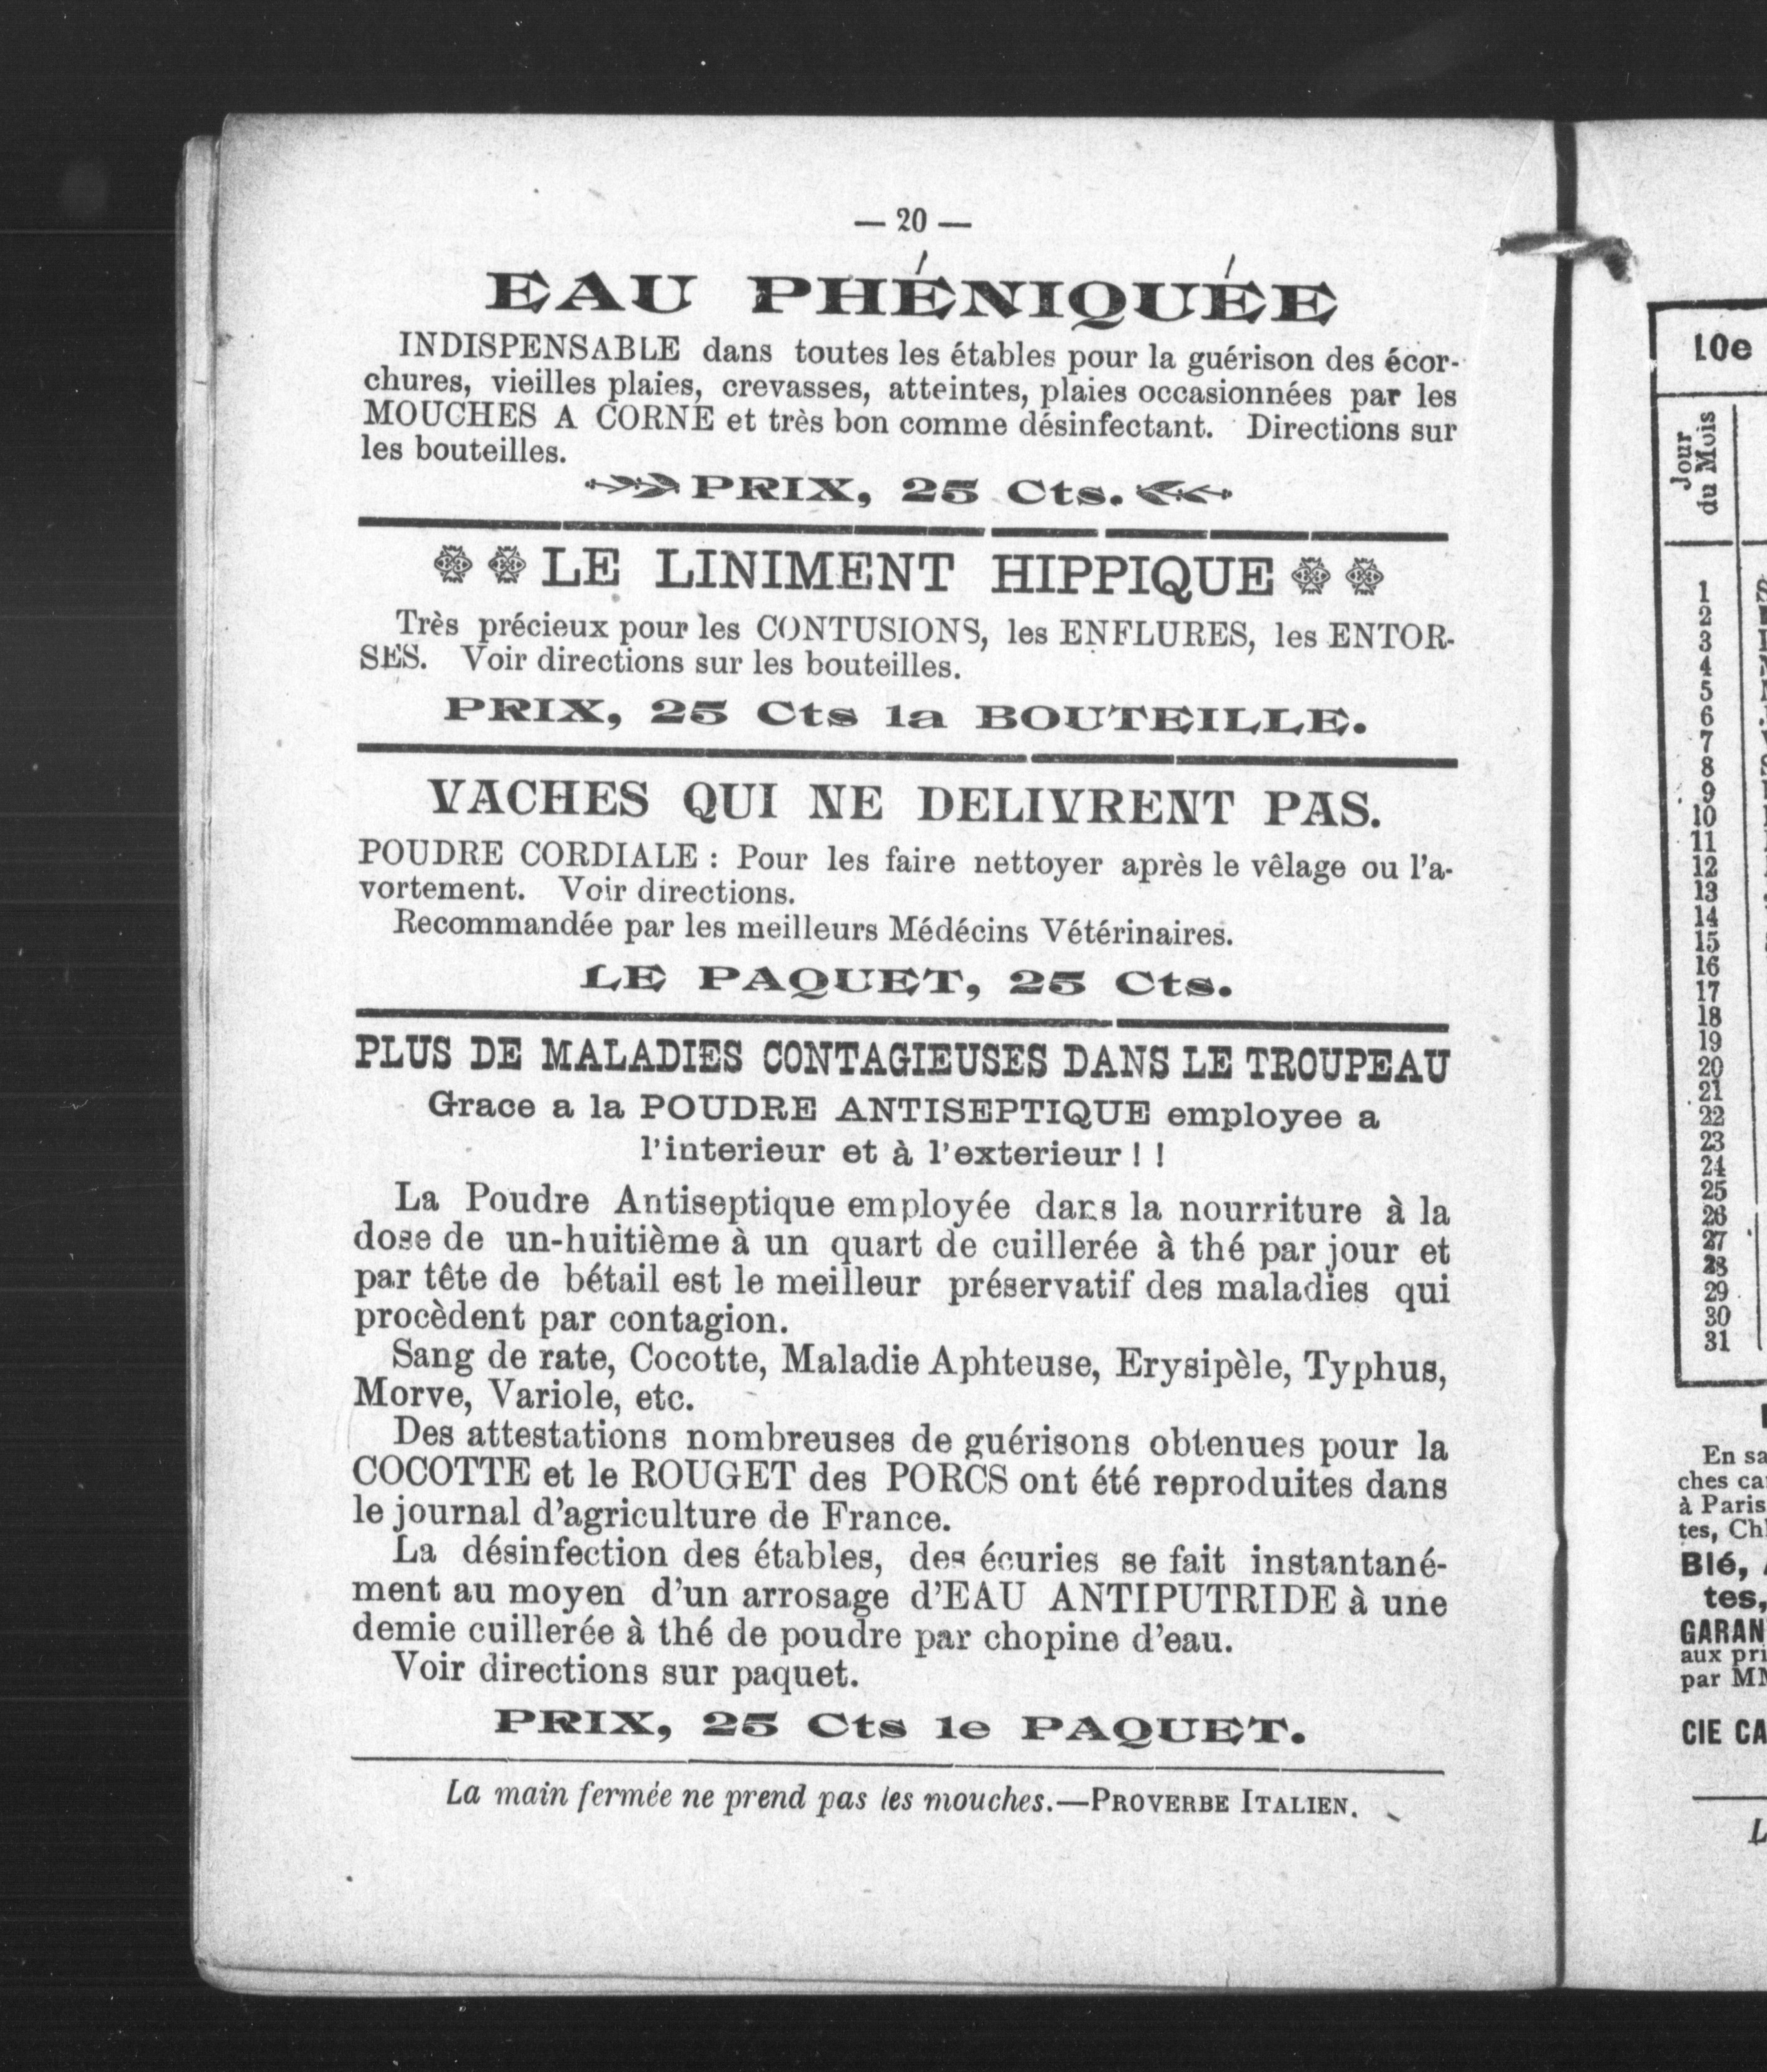 — 20 —
EAU PHÉNIQUÉE
INDISPENSABLE dans toutes les étables pour la guérison des écor-
chures, vieilles plaies, crevasses, atteintes, plaies occasionnées par les
MOUCHES A CORNE et très bon comme désinfectant. Directions sur
les bouteilles.
PRIX, 25 Cts.
LE LINIMENT HIPPIQUE
Très précieux pour les CONTUSIONS, les ENFLURES, les ENTOR-
SES. Voir directions sur les bouteilles.
PRIX, 25 Cts la BOUTEILLE.
VACHES QUI NE DELIVRENT PAS.
POUDRE CORDIALE : Pour les faire nettoyer après le vêlage ou l'a-
vortement. Voir directions.
Recommandée par les meilleurs Médécins Vétérinaires.
LE PAQUET, 25 Cts.
PLUS DE MALADIES CONTAGIEUSES DANS LE TROUPEAU
Grace a la POUDRE ANTISEPTIQUE employee a
l'interieur et à l'exterieur ! !
La Poudre Antiseptique employée dans la nourriture à la
dose de un-huitième à un quart de cuillerée à thé par jour et
par tête de bétail est le meilleur préservatif des maladies qui
procèdent par contagion.
Sang de rate, Cocotte, Maladie Aphteuse, Erysipèle, Typhus,
Morve, Variole, etc.
Des attestations nombreuses de guérisons obtenues pour la
COCOTTE et le ROUGET des PORCS ont été reproduites dans
le journal d'agriculture de France.
La désinfection des étables, des écuries se fait instantané-
ment au moyen d'un arrosage d'EAU ANTIPUTRIDE à une
demie cuillerée à thé de poudre par chopine d'eau.
Voir directions sur paquet.
PRIX, 25 Cts le PAQUET.
La main fermée ne prend pas les mouches.—PROVERBE ITALIEN.
10e
Jour
du Mois
1
2
3
4
5
6
7
8
9
10
11
12
13
14
15
16
17
18
19
20
21
22
23
24
25
26
27
28
29
30
31
En
ches
à Paris
tes,
Blé,
tes,
GARAN
aux
par
CIE